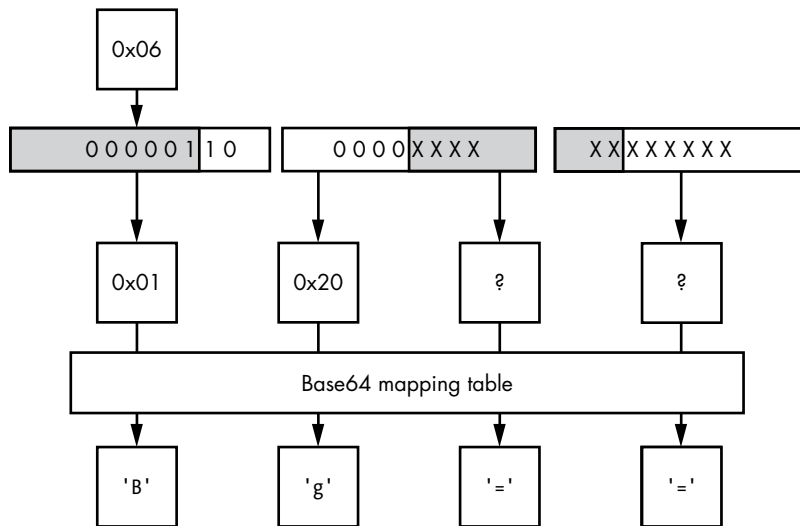 0x06
0 0 0 0 0 1 1 0 0 0 0 0 X X X X X X X X X X X X
0x01 0x20 ? ?
Base64 mapping table
'B' 'g' '=' '='